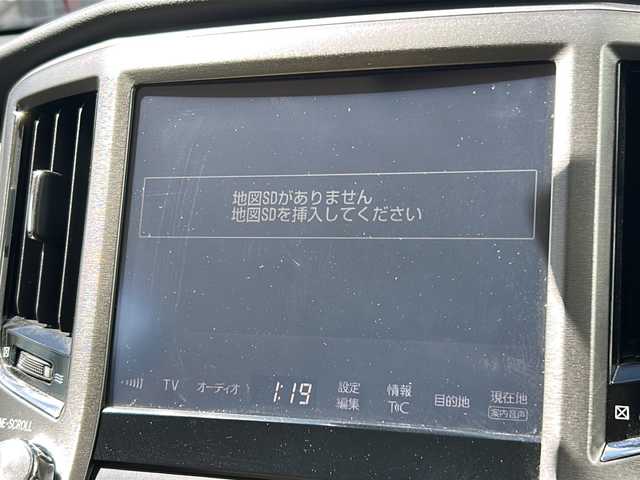 地図SDがありません
地図SDを挿入してください
TV オーディオ 1:19 設定 編集 情報 T&C 目的地 現在地 案内音声
NE-SCROLL